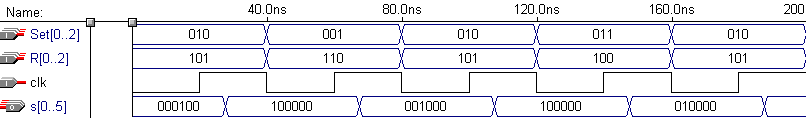 Name: 40.0ns 80.0ns 120.0ns 160.0ns 200
Set[0..2] 010 001 010 011 010
R[0..2] 101 110 101 100 101
clk
s[0..5] 000100 100000 001000 100000 010000